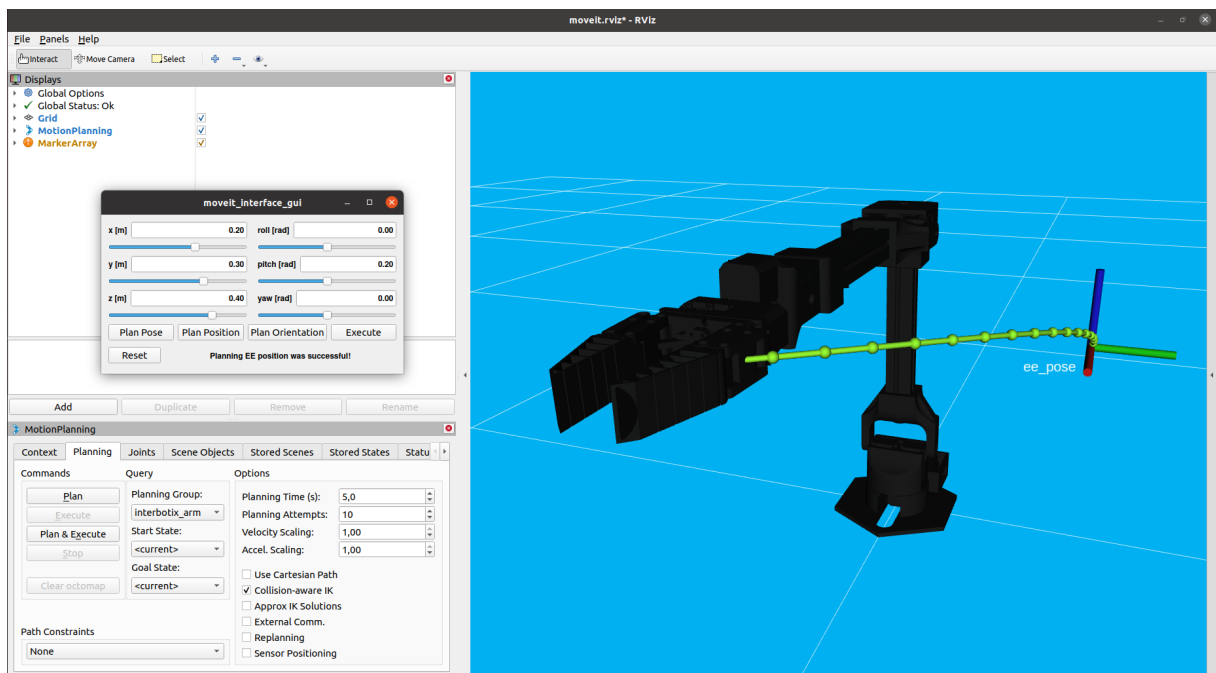 moveit.rviz* - RViz
File Panels Help
Interact Move Camera Select
Displays
Global Options
Global Status: Ok
Grid
MotionPlanning
MarkerArray
moveit_interface_gui
x [m] 0.20 roll [rad] 0.00
y [m] 0.30 pitch [rad] 0.20
z [m] 0.40 yaw [rad] 0.00
Plan Pose Plan Position Plan Orientation Execute
Reset Planning EE position was successful!
ee_pose
Add Duplicate Remove Rename
MotionPlanning
Context Planning Joints Scene Objects Stored Scenes Stored States Statu
Commands Query Options
Plan Planning Group: Planning Time (s): 5,0
Execute interbotix_arm Planning Attempts: 10
Plan & Execute Start State: Velocity Scaling: 1,00
Stop <current> Accel. Scaling: 1,00
Goal State:
Clear octomap <current>
Use Cartesian Path
Collision-aware IK
Approx IK Solutions
External Comm.
Replanning
Sensor Positioning
Path Constraints
None